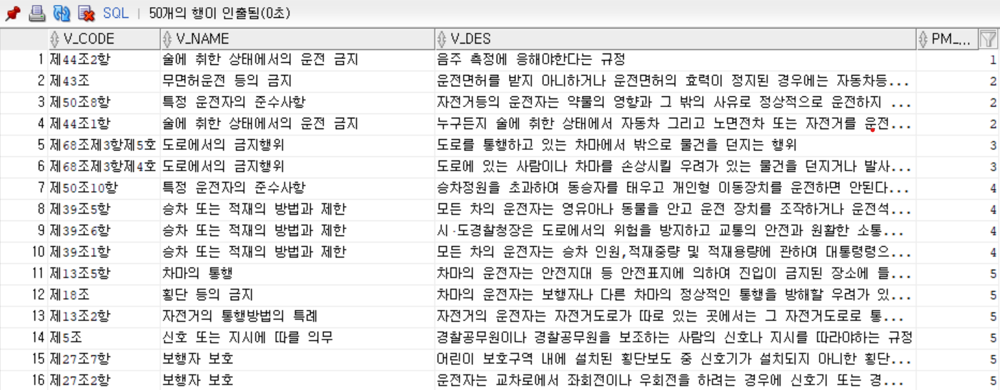 SQL | 50개의 행이 인출됨(0초)
V_CODE V_NAME V_DES PM_...
1 제44조2항 술에 취한 상태에서의 운전 금지 음주 측정에 응해야한다는 규정 1
2 제43조 무면허운전 등의 금지 운전면허를 받지 아니하거나 운전면허의 효력이 정지된 경우에는 자동차등... 2
3 제50조8항 특정 운전자의 준수사항 자전거등의 운전자는 약물의 영향과 그 밖의 사유로 정상적으로 운전하지 ... 2
4 제44조1항 술에 취한 상태에서의 운전 금지 누구든지 술에 취한 상태에서 자동차 그리고 노면전차 또는 자전거를 운전... 2
5 제68조제3항제5호 도로에서의 금지행위 도로를 통행하고 있는 차마에서 밖으로 물건을 던지는 행위 3
6 제68조제3항제4호 도로에서의 금지행위 도로에 있는 사람이나 차마를 손상시킬 우려가 있는 물건을 던지거나 발사... 3
7 제50조10항 특정 운전자의 준수사항 승차정원을 초과하여 동승자를 태우고 개인형 이동장치를 운전하면 안된다... 4
8 제39조5항 승차 또는 적재의 방법과 제한 모든 차의 운전자는 영유아나 동물을 안고 운전 장치를 조작하거나 운전석... 4
9 제39조6항 승차 또는 적재의 방법과 제한 시·도경찰청장은 도로에서의 위험을 방지하고 교통의 안전과 원활한 소통... 4
10 제39조1항 승차 또는 적재의 방법과 제한 모든 차의 운전자는 승차 인원,적재중량 및 적재용량에 관하여 대통령령으... 4
11 제13조5항 차마의 통행 차마의 운전자는 안전지대 등 안전표지에 의하여 진입이 금지된 장소에 들... 5
12 제18조 횡단 등의 금지 차마의 운전자는 보행자나 다른 차마의 정상적인 통행을 방해할 우려가 있... 5
13 제13조2항 자전거의 통행방법의 특례 자전거의 운전자는 자전거도로가 따로 있는 곳에서는 그 자전거도로로 통... 5
14 제5조 신호 또는 지시에 따를 의무 경찰공무원이나 경찰공무원을 보조하는 사람의 신호나 지시를 따라야하는 규정 5
15 제27조7항 보행자 보호 어린이 보호구역 내에 설치된 횡단보도 중 신호기가 설치되지 아니한 횡단... 5
16 제27조2항 보행자 보호 운전자는 교차로에서 좌회전이나 우회전을 하려는 경우에 신호기 또는 경... 5